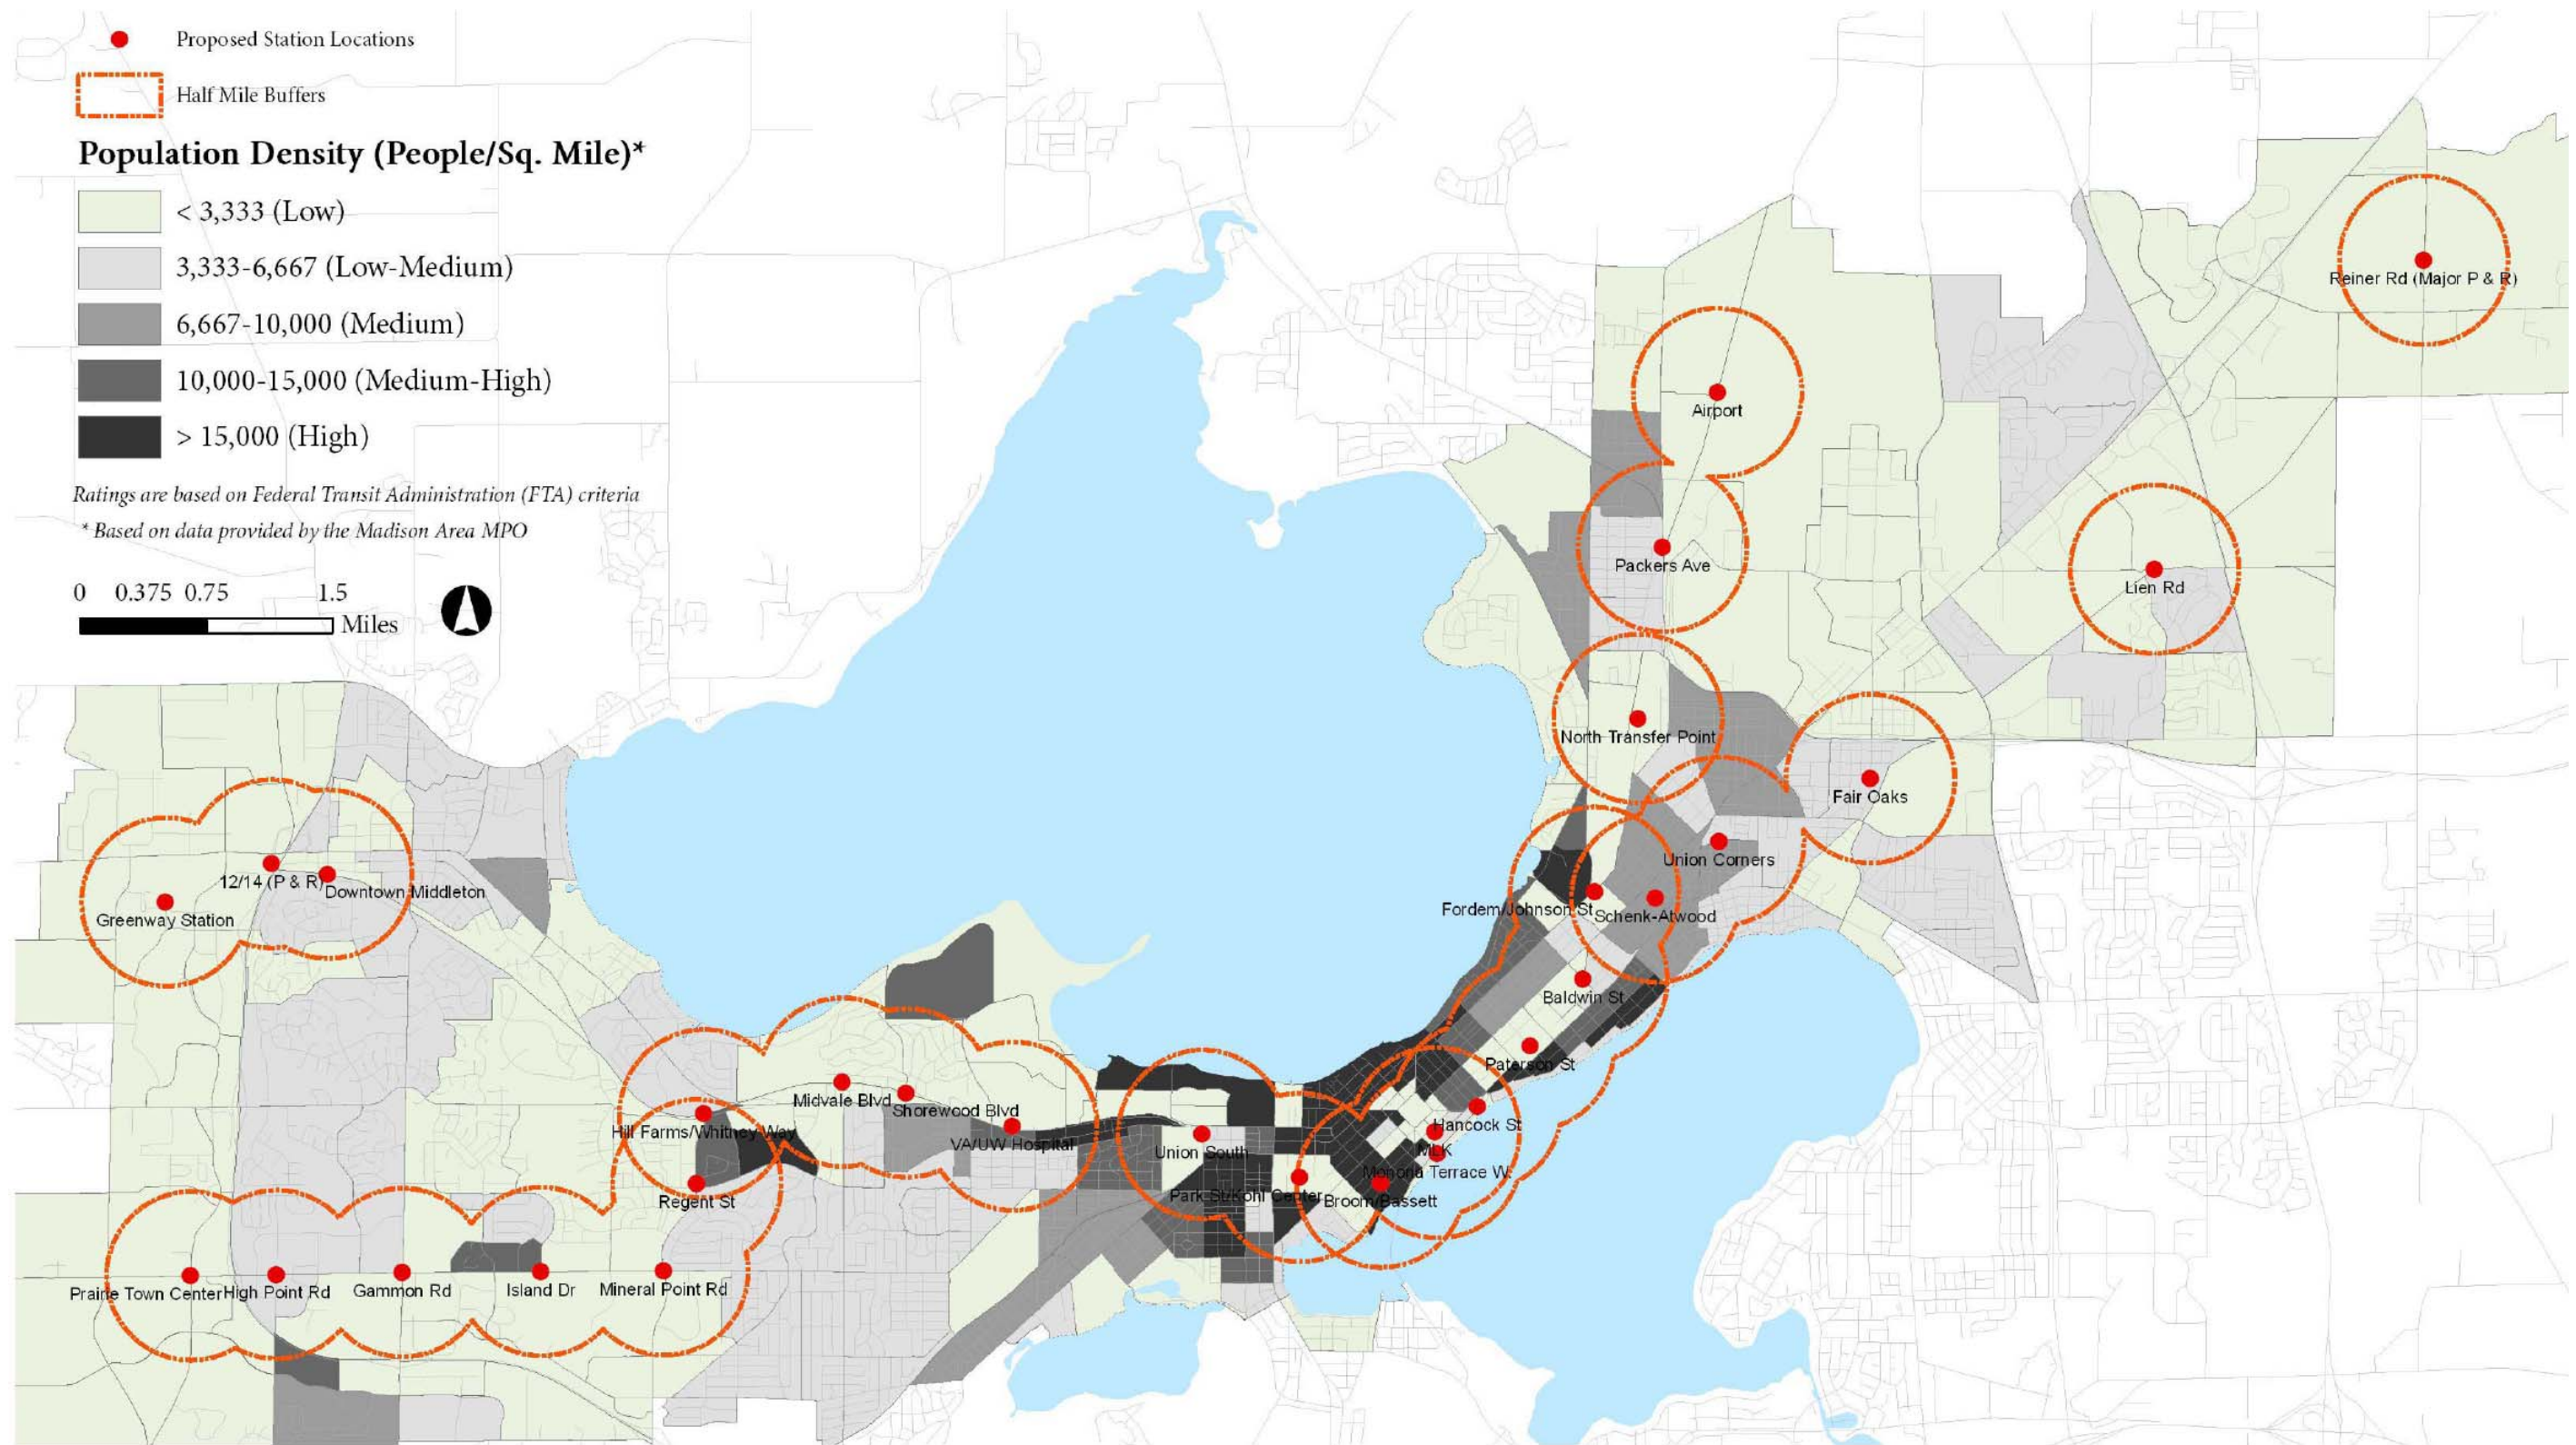 Proposed Station Locations
Half Mile Buffers
Population Density (People/Sq. Mile)*
< 3,333 (Low)
3,333-6,667 (Low-Medium)
6,667-10,000 (Medium)
10,000-15,000 (Medium-High)
> 15,000 (High)
Ratings are based on Federal Transit Administration (FTA) criteria
* Based on data provided by the Madison Area MPO
0 0.375 0.75 1.5
Miles
Reiner Rd (Major P & R)
Airport
Packers Ave
Lien Rd
North Transfer Point
Fair Oaks
Union Corners
12/14 (P & R)
Downtown Middleton
Greenway Station
Fordem/Johnson St
Schenk-Atwood
Baldwin St
Paterson St
Midvale Blvd
Shorewood Blvd
Hill Farms/Whitney Way
VA/UW Hospital
Union South
Hancock St
MLK
Monona Terrace W.
Park St/Kohl Center
Broom/Bassett
Regent St
Prairie Town Center
High Point Rd
Gammon Rd
Island Dr
Mineral Point Rd